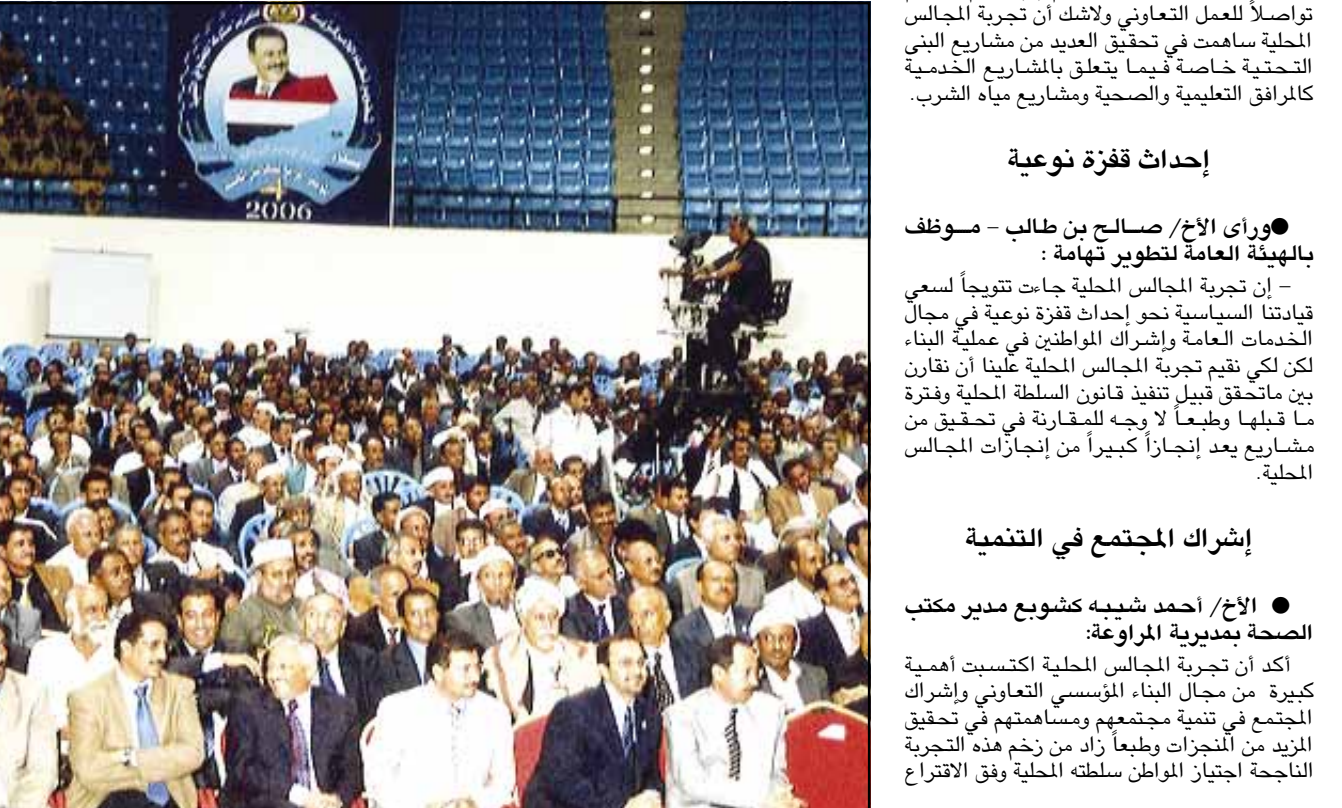 تواصلاً للعمل التعاوني ولاشك أن تجربة المجالس
المحلية ساهمت في تحقيق العديد من مشاريع البنى
التحتية خاصة فيما يتعلق بالمشاريع الخدمية
كالمرافق التعليمية والصحية ومشاريع مياه الشرب.
إحداث قفزة نوعية
●ورأى الأخ/ صالح بن طالب – موظف
بالهيئة العامة لتطوير تهامة :
– إن تجربة المجالس المحلية جاءت تتويجاً لسعي
قيادتنا السياسية نحو إحداث قفزة نوعية في مجال
الخدمات العامة وإشراك المواطنين في عملية البناء
لكن لكي نقيم تجربة المجالس المحلية علينا أن نقارن
بين ماتحقق قبيل تنفيذ قانون السلطة المحلية وفترة
ما قبلها وطبعاً لا وجه للمقارنة في تحقيق من
مشاريع يعد إنجازاً كبيراً من إنجازات المجالس
المحلية.
إشراك المجتمع في التنمية
● الأخ/ أحمد شيبه كشوبع مدير مكتب
الصحة بمديرية المراوعة:
أكد أن تجربة المجالس المحلية اكتسبت أهمية
كبيرة من مجال البناء المؤسسي التعاوني وإشراك
المجتمع في تنمية مجتمعهم ومساهمتهم في تحقيق
المزيد من المنجزات وطبعاً زاد من زخم هذه التجربة
الناجحة اجتياز المواطن سلطته المحلية وفق الاقتراع
4
2006